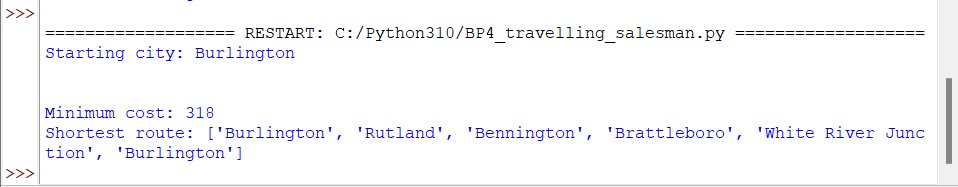 >>>
=================== RESTART: C:/Python310/BP4_travelling_salesman.py ===================
Starting city: Burlington
Minimum cost: 318
Shortest route: ['Burlington', 'Rutland', 'Bennington', 'Brattleboro', 'White River Junc
tion', 'Burlington']
>>>